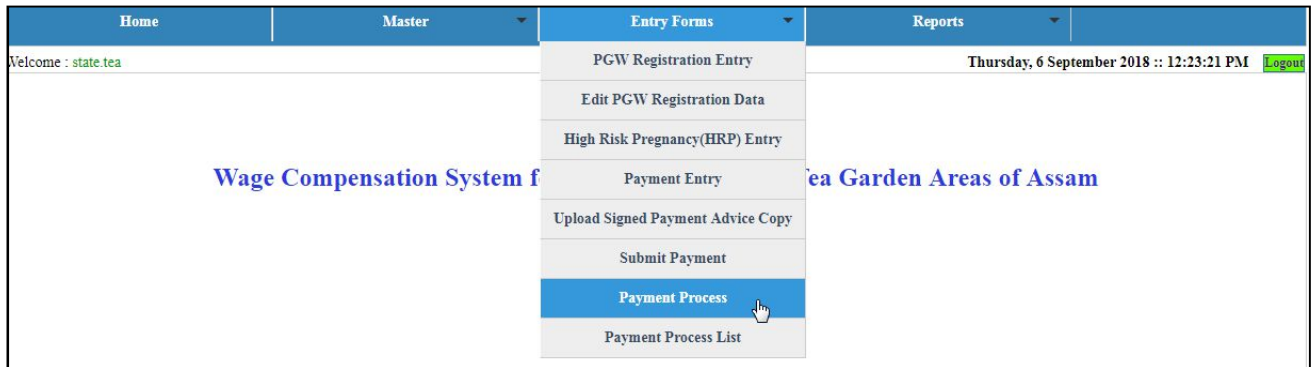 Home Master Entry Forms Reports
Welcome : state.tea
Thursday, 6 September 2018 :: 12:23:21 PM Logout
PGW Registration Entry
Edit PGW Registration Data
High Risk Pregnancy(HRP) Entry
Wage Compensation System f
Payment Entry
ea Garden Areas of Assam
Upload Signed Payment Advice Copy
Submit Payment
Payment Process
Payment Process List